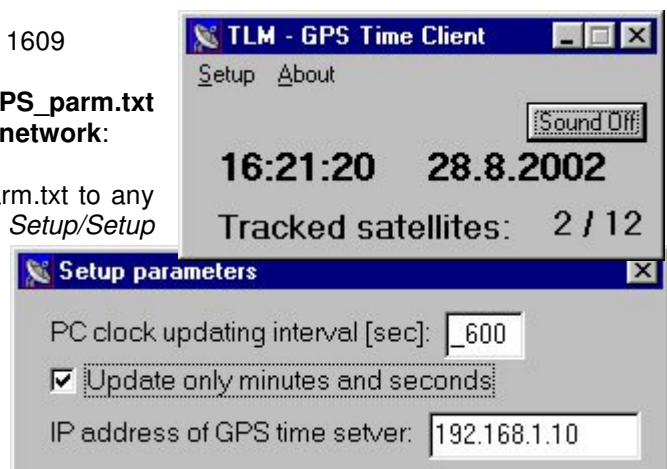 1609
PS_parm.txt
network:
rm.txt to any
Setup/Setup
TLM - GPS Time Client
Setup About
Sound Off
16:21:20 28.8.2002
Tracked satellites: 2 / 12
Setup parameters
PC clock updating interval [sec]: _600
Update only minutes and seconds
IP address of GPS time setver: 192.168.1.10